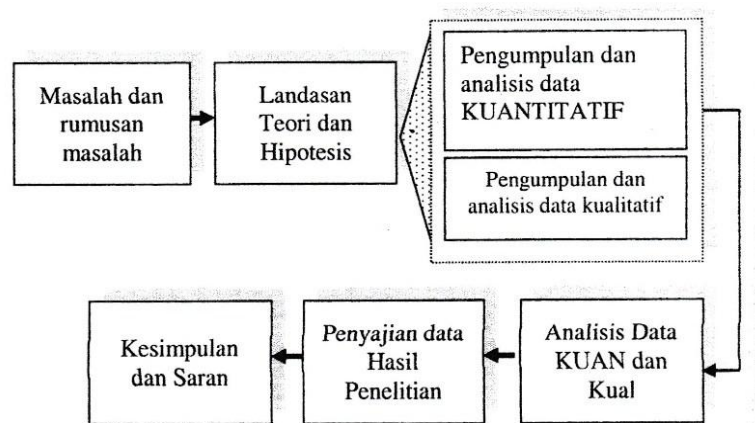 Masalah dan
rumusan
masalah
Landasan
Teori dan
Hipotesis
Pengumpulan dan
analisis data
KUANTITATIF
Pengumpulan dan
analisis data kualitatif
Analisis Data
KUAN dan
Kual
Penyajian data
Hasil
Penelitian
Kesimpulan
dan Saran